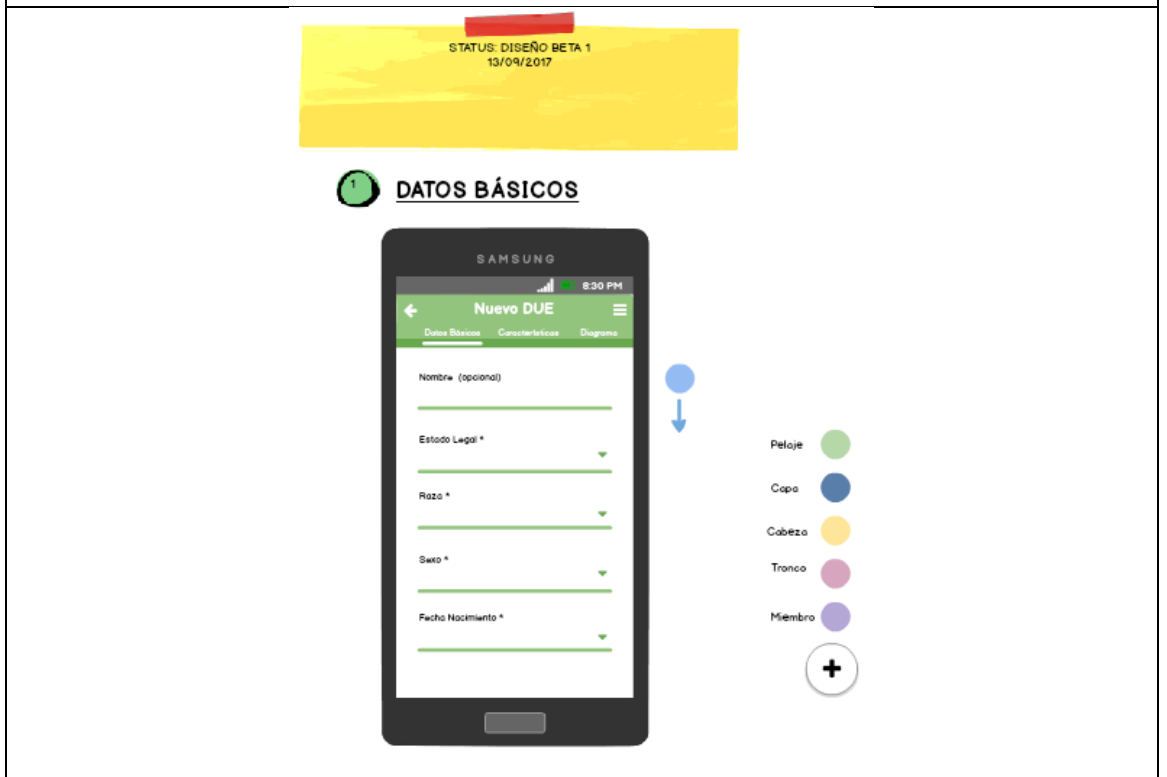 STATUS: DISEÑO BETA 1
13/09/2017
1
DATOS BÁSICOS
SAMSUNG
8:30 PM
Nuevo DUE
Datos Básicos Características Diagrama
Nombre (opcional)
Estado Legal *
Raza *
Sexo *
Fecha Nacimiento *
Pelaje
Capa
Cabeza
Tronco
Miembro
+